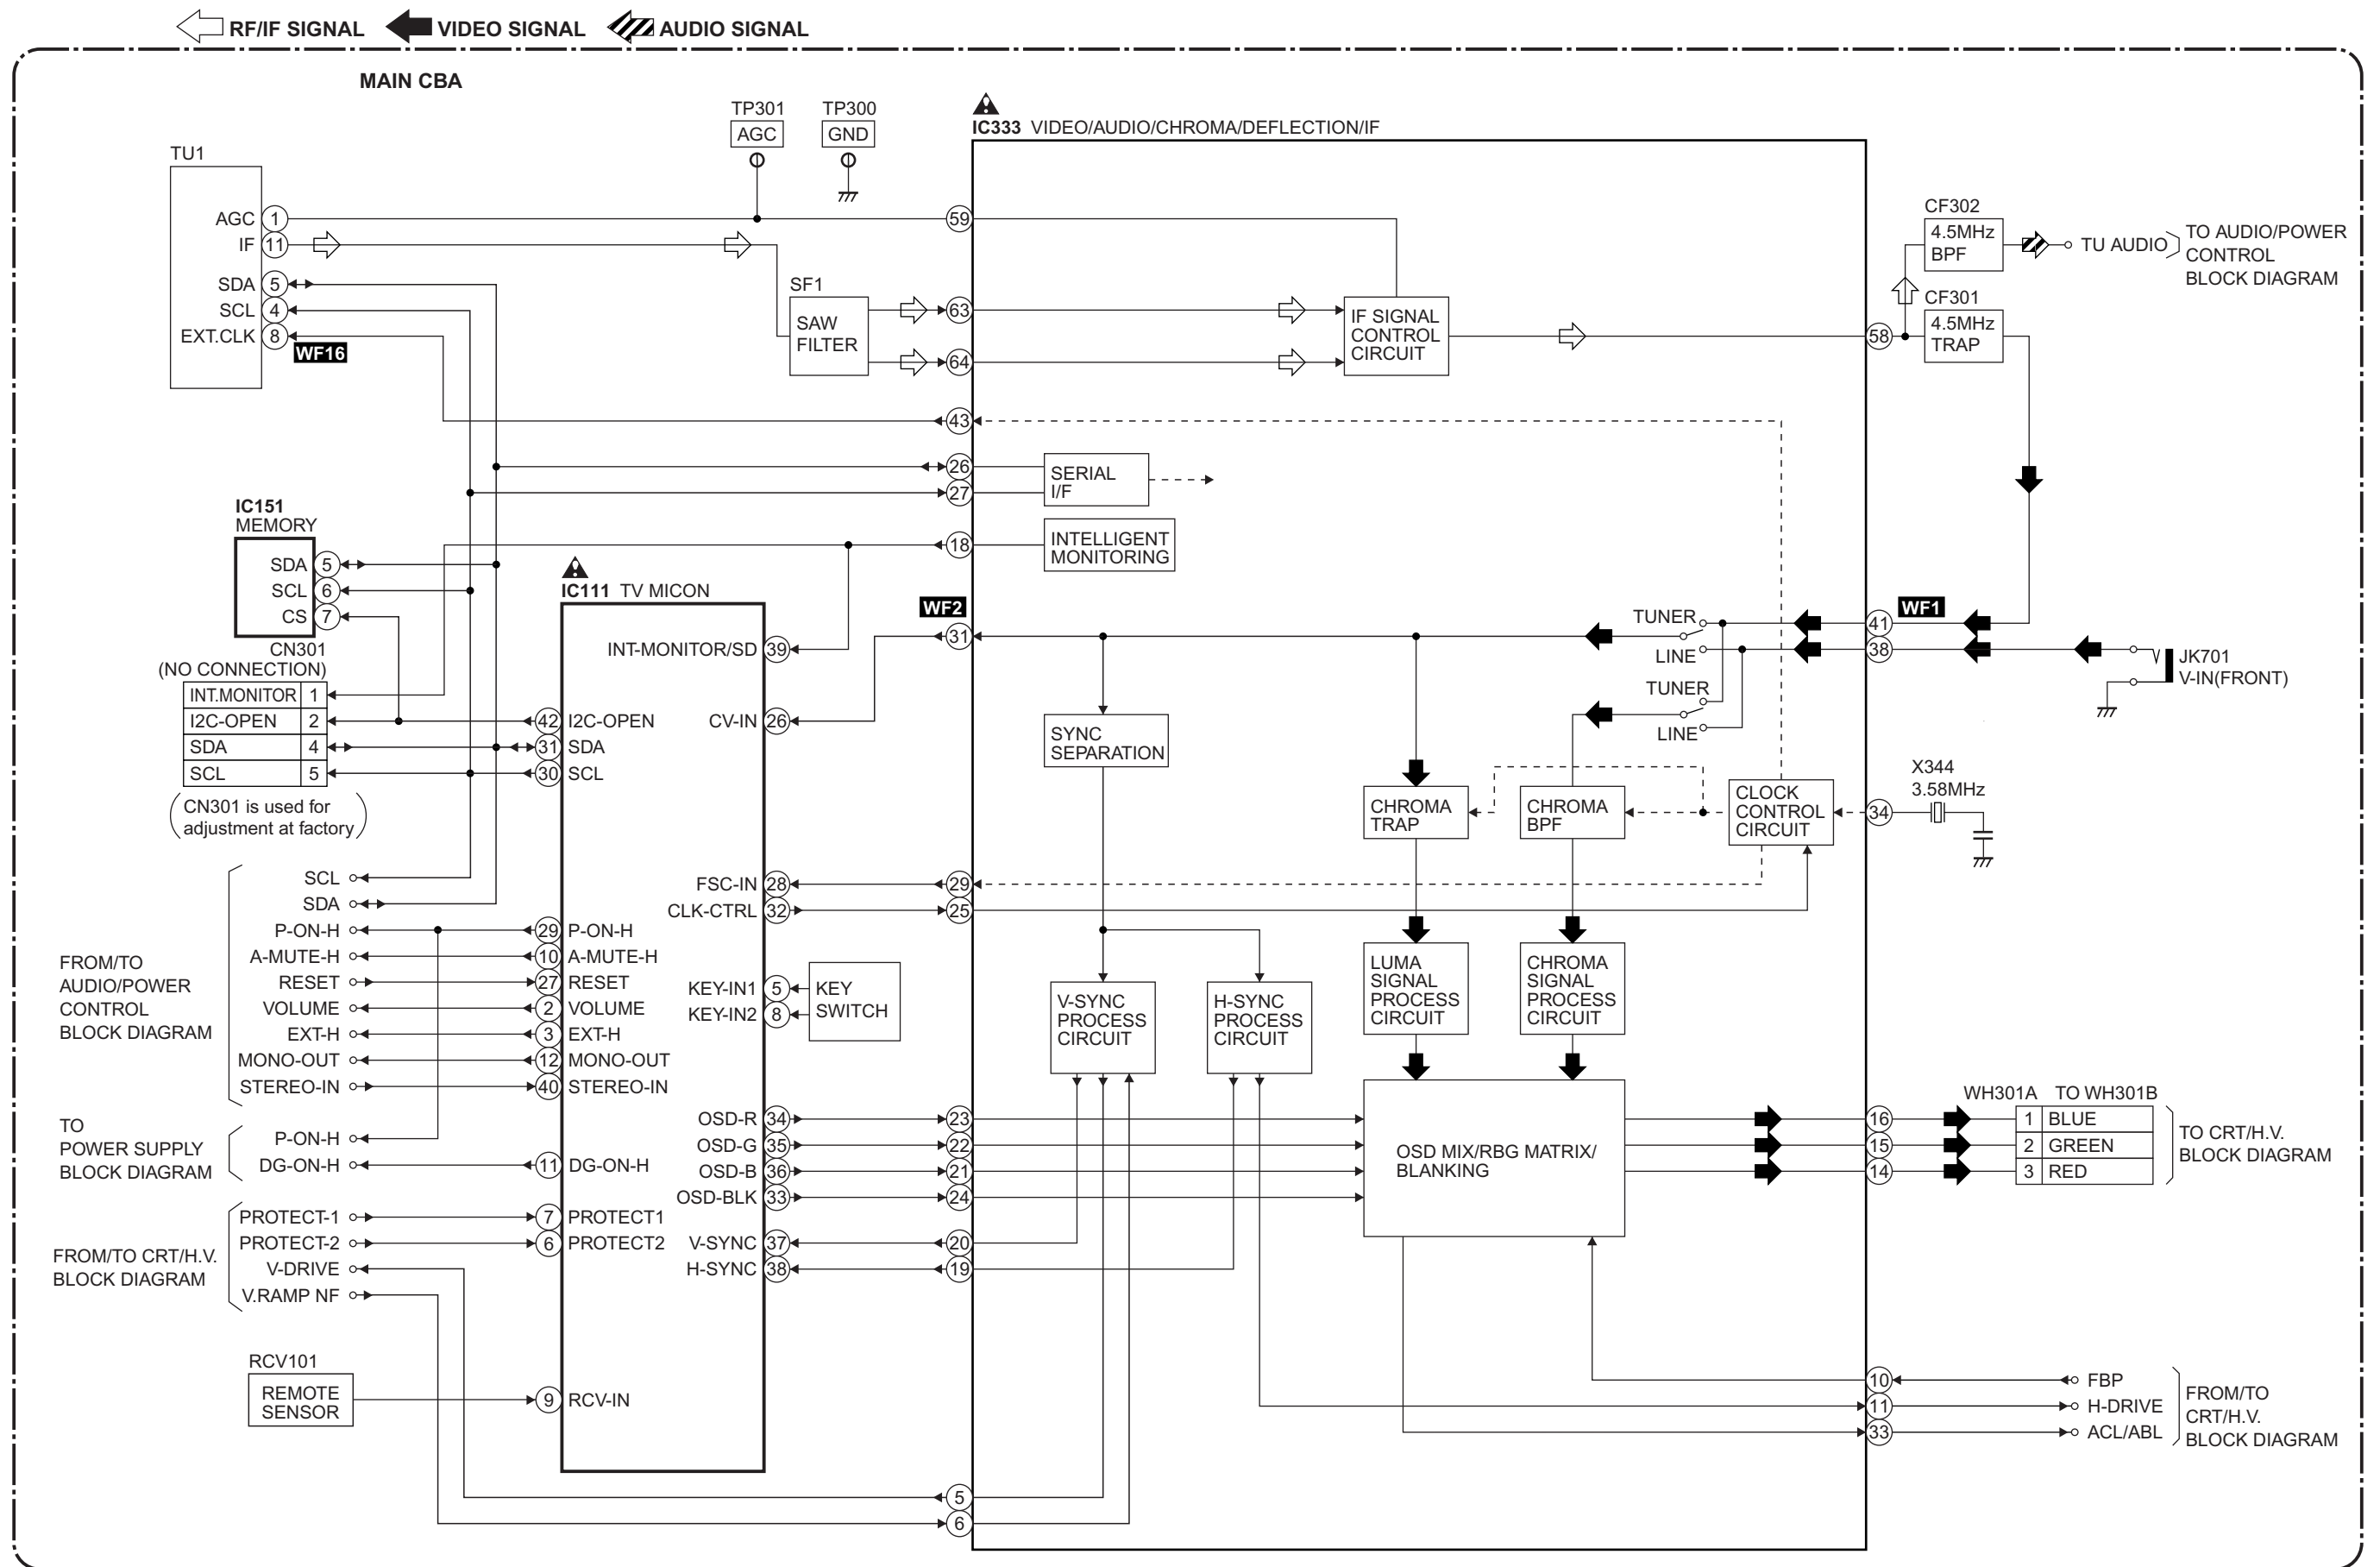 RF/IF SIGNAL VIDEO SIGNAL AUDIO SIGNAL
MAIN CBA
TP301
AGC
TP300
GND
IC333 VIDEO/AUDIO/CHROMA/DEFLECTION/IF
TU1
AGC 1
IF 11
SDA 5
SCL 4
EXT.CLK 8
WF16
SF1
SAW
FILTER
59
63
64
43
26
27
18
IF SIGNAL
CONTROL
CIRCUIT
58
CF302
4.5MHz
BPF
TU AUDIO
TO AUDIO/POWER
CONTROL
BLOCK DIAGRAM
CF301
4.5MHz
TRAP
SERIAL
I/F
INTELLIGENT
MONITORING
IC151
MEMORY
SDA 5
SCL 6
CS 7
CN301
(NO CONNECTION)
INT.MONITOR 1
I2C-OPEN 2
SDA 4
SCL 5
(CN301 is used for
adjustment at factory)
IC111 TV MICON
INT-MONITOR/SD 39
42 I2C-OPEN
CV-IN 26
31 SDA
30 SCL
WF2
31
TUNER
LINE
TUNER
LINE
41
WF1
38
JK701
V-IN(FRONT)
SYNC
SEPARATION
CHROMA
TRAP
CHROMA
BPF
CLOCK
CONTROL
CIRCUIT
34
X344
3.58MHz
FSC-IN 28
29
CLK-CTRL 32
25
FROM/TO
AUDIO/POWER
CONTROL
BLOCK DIAGRAM
SCL
SDA
P-ON-H
A-MUTE-H
RESET
VOLUME
EXT-H
MONO-OUT
STEREO-IN
29 P-ON-H
10 A-MUTE-H
27 RESET
2 VOLUME
3 EXT-H
12 MONO-OUT
40 STEREO-IN
KEY-IN1 5
KEY-IN2 8
KEY
SWITCH
V-SYNC
PROCESS
CIRCUIT
H-SYNC
PROCESS
CIRCUIT
LUMA
SIGNAL
PROCESS
CIRCUIT
CHROMA
SIGNAL
PROCESS
CIRCUIT
TO
POWER SUPPLY
BLOCK DIAGRAM
P-ON-H
DG-ON-H
11 DG-ON-H
OSD-R 34
OSD-G 35
OSD-B 36
OSD-BLK 33
23
22
21
24
OSD MIX/RBG MATRIX/
BLANKING
16
15
14
WH301A TO WH301B
1 BLUE
2 GREEN
3 RED
TO CRT/H.V.
BLOCK DIAGRAM
FROM/TO CRT/H.V.
BLOCK DIAGRAM
PROTECT-1
PROTECT-2
V-DRIVE
V.RAMP NF
7 PROTECT1
6 PROTECT2
V-SYNC 37
H-SYNC 38
20
19
RCV101
REMOTE
SENSOR
9 RCV-IN
10
11
33
FBP
H-DRIVE
ACL/ABL
FROM/TO
CRT/H.V.
BLOCK DIAGRAM
5
6